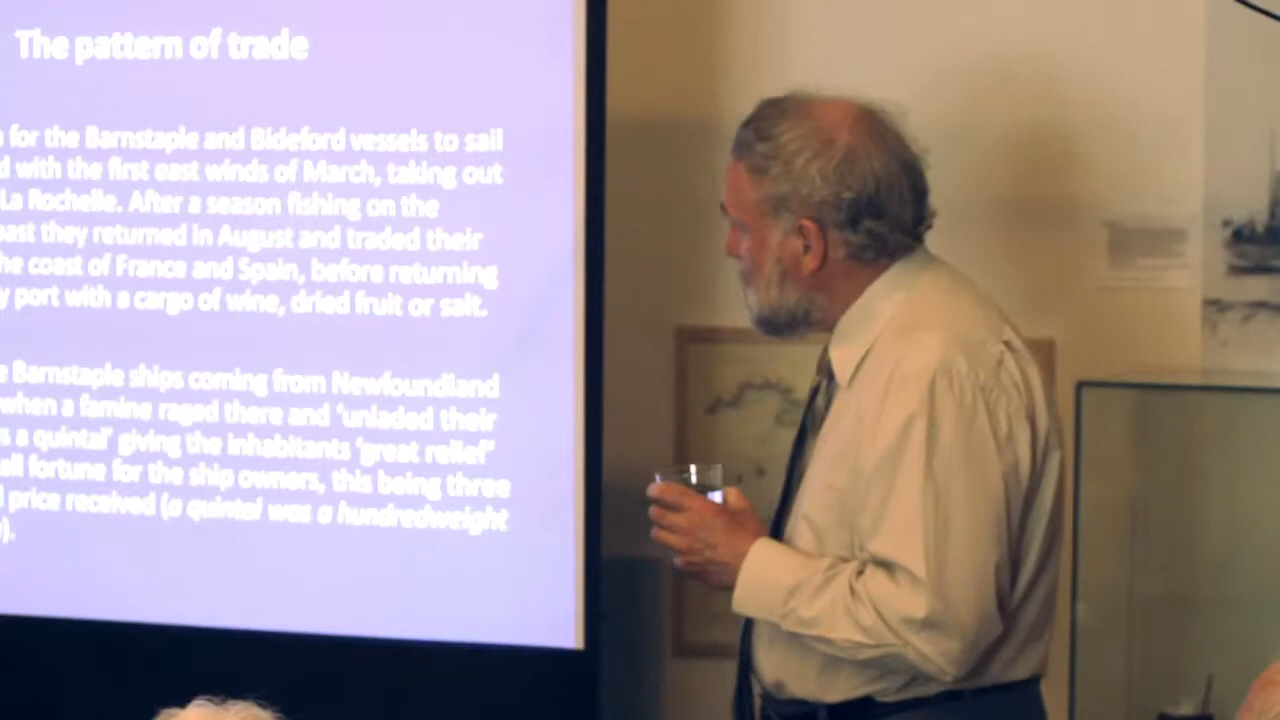 The pattern of trade
for the Barnstaple and Bideford vessels to sail
with the first east winds of March, taking out
La Rochelle. After a season fishing on the
they returned in August and traded their
coast of France and Spain, before returning
port with a cargo of wine, dried fruit or salt.
Barnstaple ships coming from Newfoundland
when a famine raged there and ‘unladed their
a quintal’ giving the inhabitants ‘great relief’
fortune for the ship owners, this being three
price received (a quintal was a hundredweight
).